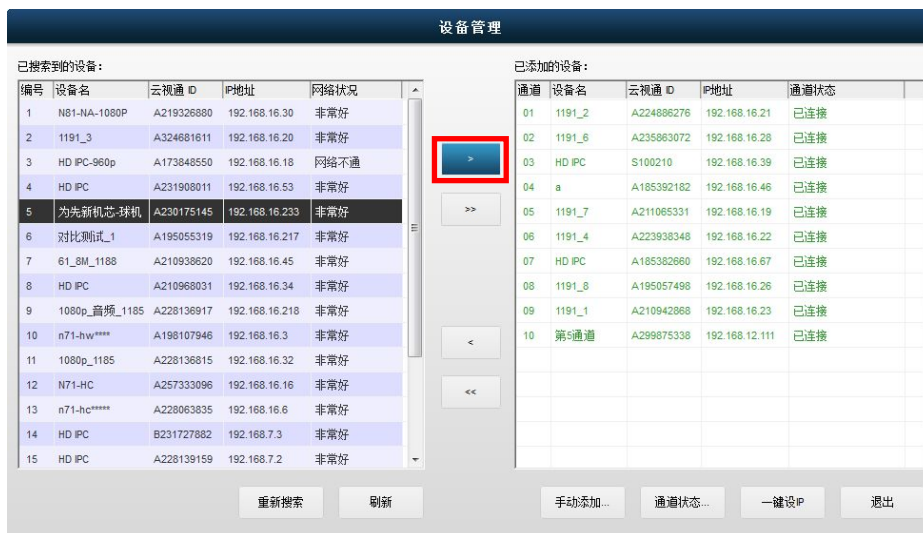 设备管理
已搜索到的设备:
编号 设备名 云视通 ID IP地址 网络状况
1 N81-NA-1080P A219326880 192.168.16.30 非常好
2 1191_3 A324681611 192.168.16.20 非常好
3 HD IPC-960p A173848550 192.168.16.18 网络不通
4 HD IPC A231908011 192.168.16.53 非常好
5 为先新机芯-球机 A230175145 192.168.16.233 非常好
6 对比测试_1 A195055319 192.168.16.217 非常好
7 61_8M_1188 A210938620 192.168.16.45 非常好
8 HD IPC A210968031 192.168.16.34 非常好
9 1080p_音频_1185 A228136917 192.168.16.218 非常好
10 n71-hw**** A198107946 192.168.16.3 非常好
11 1080p_1185 A228136815 192.168.16.32 非常好
12 N71-HC A257333096 192.168.16.16 非常好
13 n71-hc***** A228063835 192.168.16.6 非常好
14 HD IPC B231727882 192.168.7.3 非常好
15 HD IPC A228139159 192.168.7.2 非常好
重新搜索 刷新
>
>>
<
<<
已添加的设备:
通道 设备名 云视通 ID IP地址 通道状态
01 1191_2 A224886276 192.168.16.21 已连接
02 1191_6 A235863072 192.168.16.28 已连接
03 HD IPC S100210 192.168.16.39 已连接
04 a A185392182 192.168.16.46 已连接
05 1191_7 A211065331 192.168.16.19 已连接
06 1191_4 A223938348 192.168.16.22 已连接
07 HD IPC A185382660 192.168.16.67 已连接
08 1191_8 A195057498 192.168.16.26 已连接
09 1191_1 A210942868 192.168.16.23 已连接
10 第5通道 A299875338 192.168.12.111 已连接
手动添加... 通道状态... 一键设IP 退出